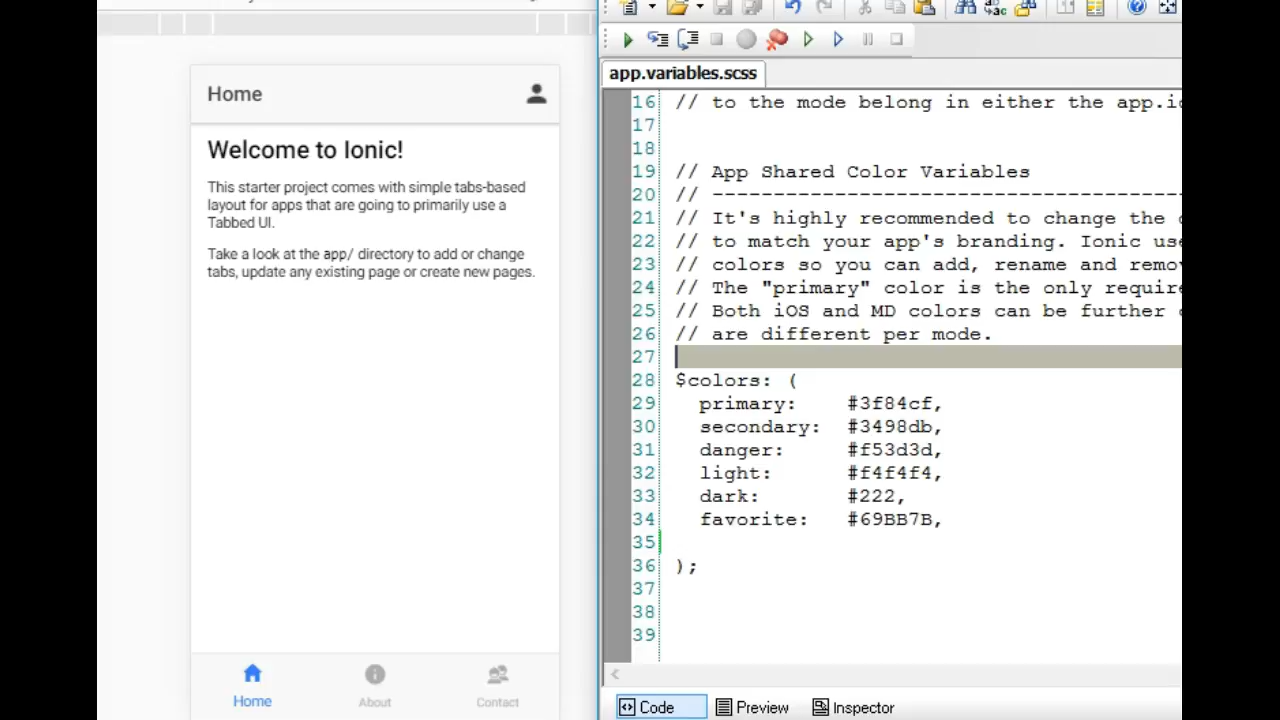 Home
Welcome to Ionic!
This starter project comes with simple tabs-based
layout for apps that are going to primarily use a
Tabbed UI.
Take a look at the app/ directory to add or change
tabs, update any existing page or create new pages.
Home
About
Contact
app.variables.scss
16 // to the mode belong in either the
17
18
19 // App Shared Color Variables
20 // --------------------------------------
21 // It's highly recommended to change the
22 // to match your app's branding. Ionic
23 // colors so you can add, rename and
24 // The "primary" color is the only
25 // Both iOS and MD colors can be further
26 // are different per mode.
27
28 $colors: (
29 primary: #3f84cf,
30 secondary: #3498db,
31 danger: #f53d3d,
32 light: #f4f4f4,
33 dark: #222,
34 favorite: #69BB7B,
35
36 );
37
38
39
Code
Preview
Inspector